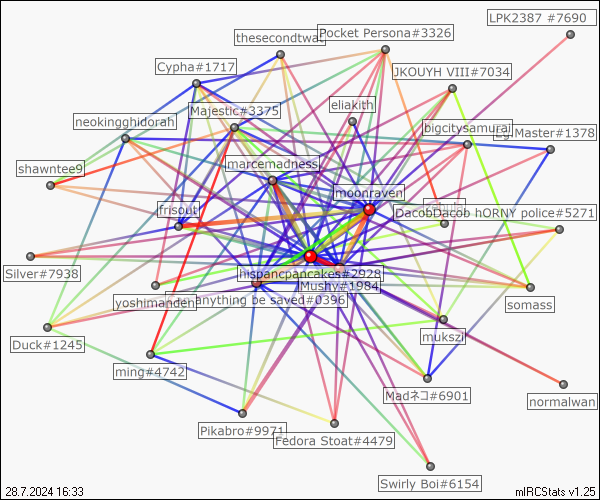 LPK2387 #7690
Pocket Persona#3326
thesecondtwat
Cypha#1717
JKOUYH VIII#7034
eliakith
Majestic#3375
neokingghidorah
bigcitysamurai
Master#1378
shawntee9
marcemadness
moonraven
frisout
DacobDacob hORNY police#5271
Silver#7938
hispancpancakes#2928
Mushy#1984
yoshimanden
anything be saved#0396
somass
Duck#1245
mukszi
ming#4742
Madネコ#6901
normalwan
Pikabro#9971
Fedora Stoat#4479
Swirly Boi#6154
28.7.2024 16:33
mIRCStats v1.25